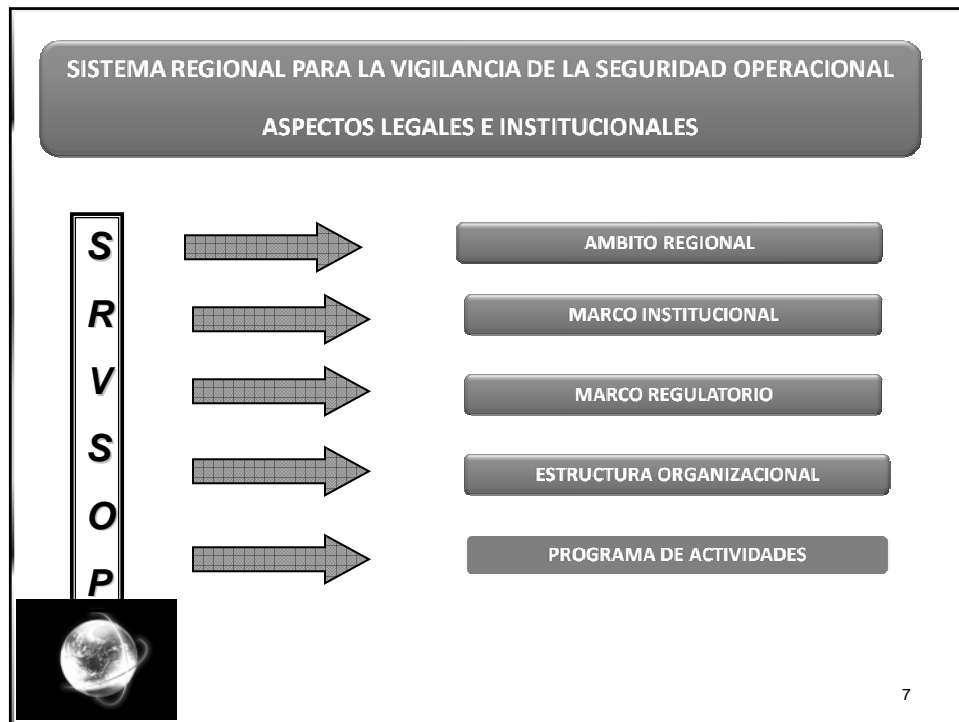 SISTEMA REGIONAL PARA LA VIGILANCIA DE LA SEGURIDAD OPERACIONAL
ASPECTOS LEGALES E INSTITUCIONALES
S
R
V
S
O
P
AMBITO REGIONAL
MARCO INSTITUCIONAL
MARCO REGULATORIO
ESTRUCTURA ORGANIZACIONAL
PROGRAMA DE ACTIVIDADES
7